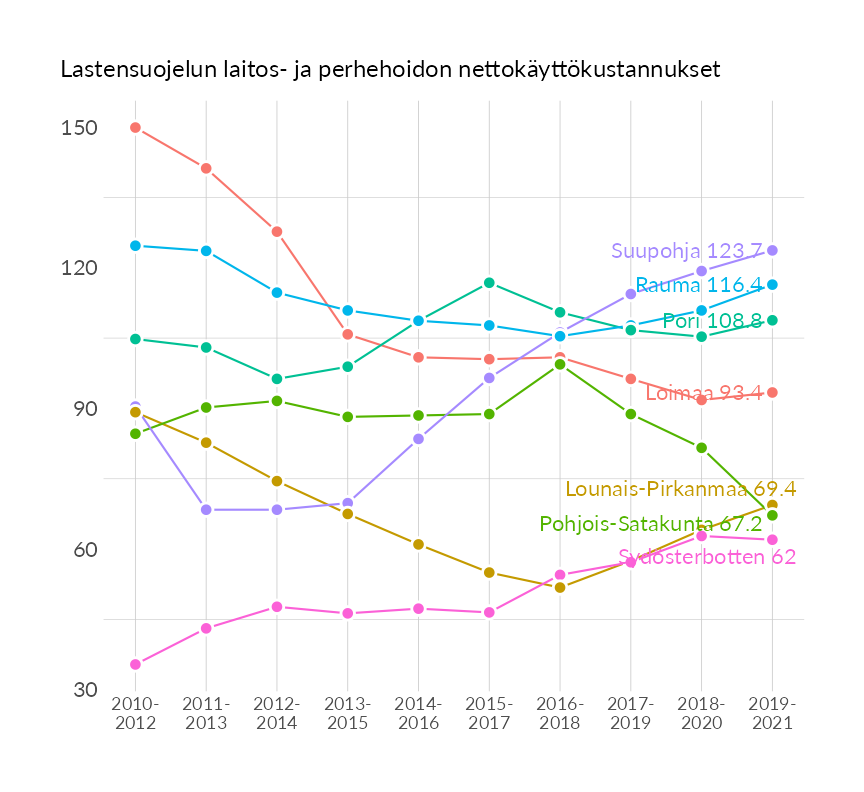 Lastensuojelun laitos- ja perhehoidon nettokäyttökustannukset
150
120
90
60
30
Suupohja 123.7
Rauma 116.4
Pori 108.8
Loimaa 93.4
Lounais-Pirkanmaa 69.4
Pohjois-Satakunta 67.2
Sydösterbotten 62
2010-2012
2011-2013
2012-2014
2013-2015
2014-2016
2015-2017
2016-2018
2017-2019
2018-2020
2019-2021